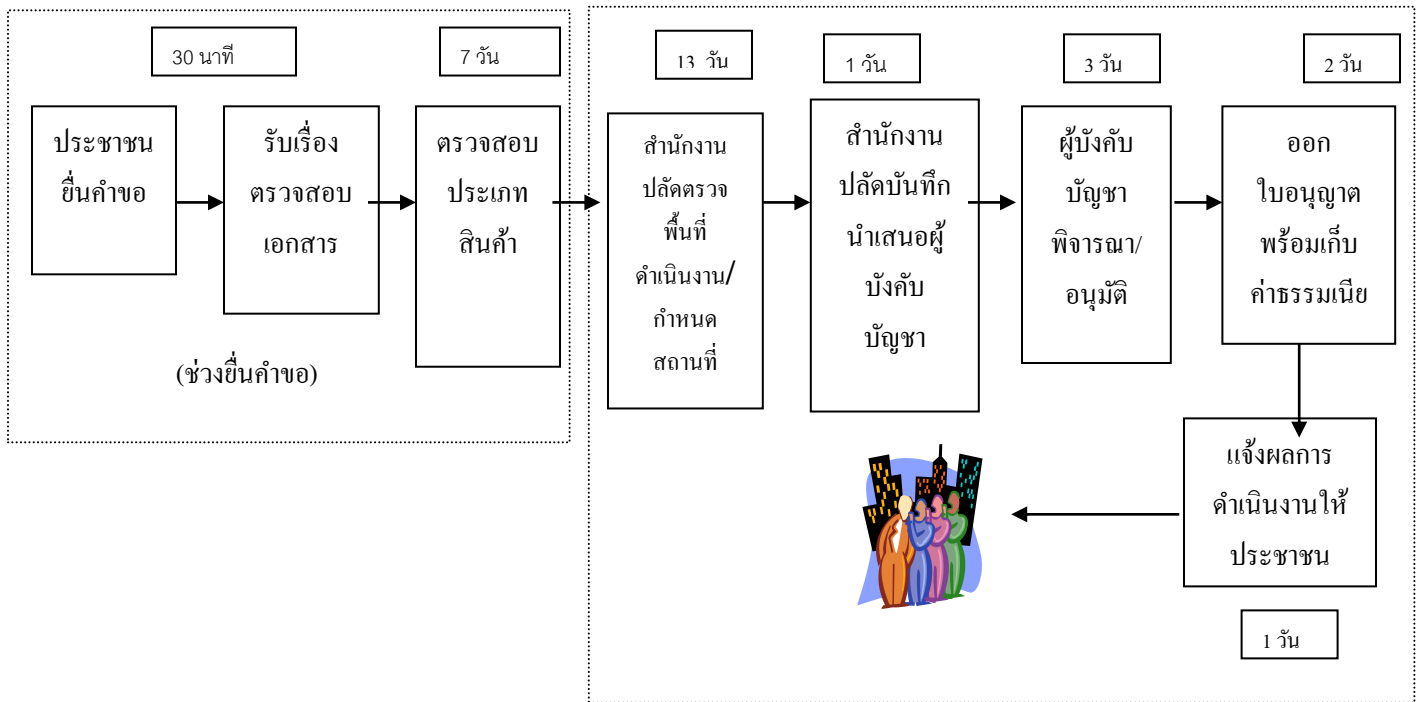 30 นาที
7 วัน
13 วัน
1 วัน
3 วัน
2 วัน
ประชาชน
ยื่นคำขอ
รับเรื่อง
ตรวจสอบ
เอกสาร
ตรวจสอบ
ประเภท
สินค้า
สำนักงาน
ปลัดตรวจ
พื้นที่
ดำเนินงาน/
กำหนด
สถานที่
สำนักงาน
ปลัดบันทึก
นำเสนอผู้
บังคับ
บัญชา
ผู้บังคับ
บัญชา
พิจารณา/
อนุมัติ
ออก
ใบอนุญาต
พร้อมเก็บ
ค่าธรรมเนีย
(ช่วงยื่นคำขอ)
แจ้งผลการ
ดำเนินงานให้
ประชาชน
1 วัน